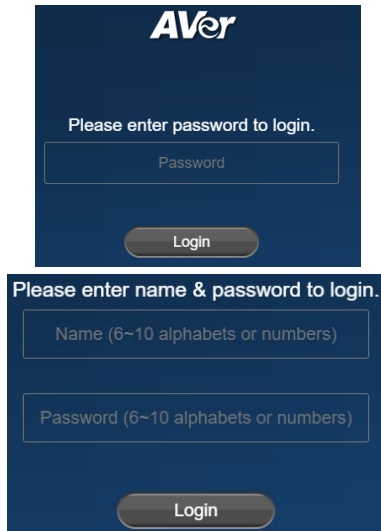 AVer
Please enter password to login.
Password
Login
Please enter name & password to login.
Name (6~10 alphabets or numbers)
Password (6~10 alphabets or numbers)
Login